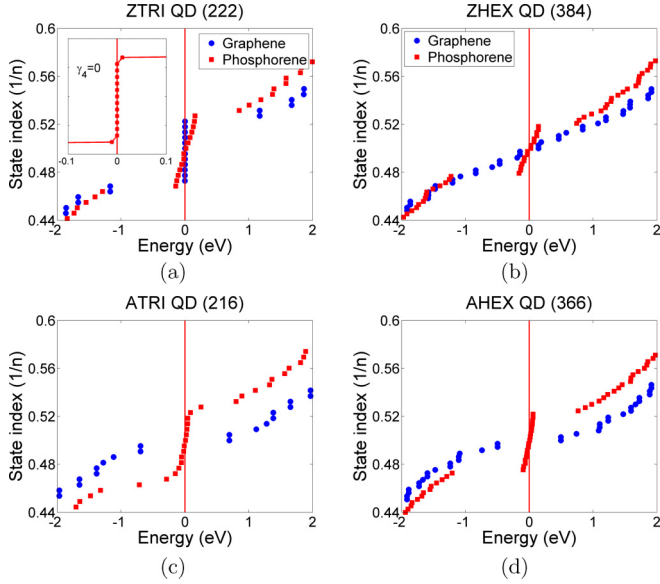 ZTRI QD (222)
0.6
0.56
0.52
0.48
0.44
State index (1/n)
γ4=0
-0.1 0 0.1
Graphene
Phosphorene
-2 -1 0 1 2
Energy (eV)
(a)
ZHEX QD (384)
0.6
0.56
0.52
0.48
0.44
State index (1/n)
Graphene
Phosphorene
-2 -1 0 1 2
Energy (eV)
(b)
ATRI QD (216)
0.6
0.56
0.52
0.48
0.44
State index (1/n)
-2 -1 0 1 2
Energy (eV)
(c)
AHEX QD (366)
0.6
0.56
0.52
0.48
0.44
State index (1/n)
-2 -1 0 1 2
Energy (eV)
(d)